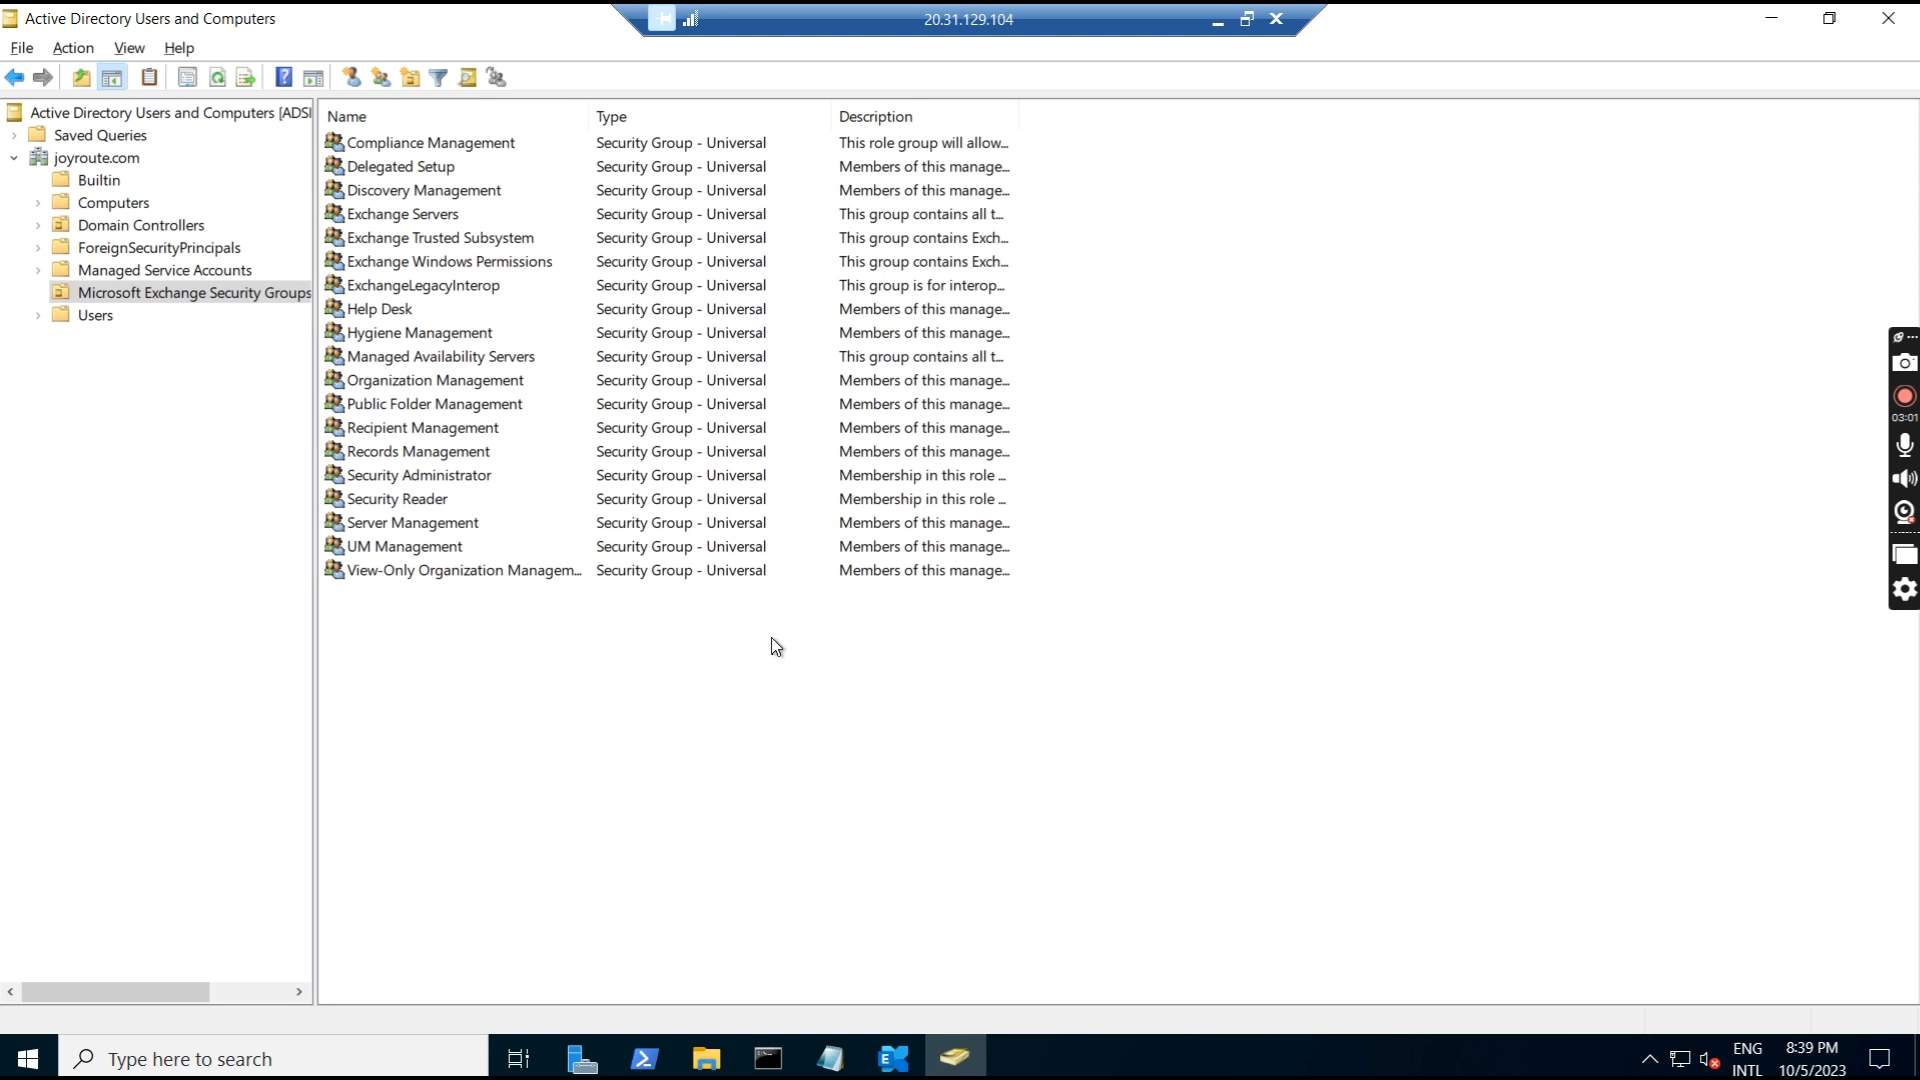 Active Directory Users and Computers
20.31.129.104
File Action View Help
Active Directory Users and Computers [ADSI
Saved Queries
joyroute.com
Builtin
Computers
Domain Controllers
ForeignSecurityPrincipals
Managed Service Accounts
Microsoft Exchange Security Groups
Users
Name Type Description
Compliance Management Security Group - Universal This role group will allow...
Delegated Setup Security Group - Universal Members of this manage...
Discovery Management Security Group - Universal Members of this manage...
Exchange Servers Security Group - Universal This group contains all t...
Exchange Trusted Subsystem Security Group - Universal This group contains Exch...
Exchange Windows Permissions Security Group - Universal This group contains Exch...
ExchangeLegacyInterop Security Group - Universal This group is for interop...
Help Desk Security Group - Universal Members of this manage...
Hygiene Management Security Group - Universal Members of this manage...
Managed Availability Servers Security Group - Universal This group contains all t...
Organization Management Security Group - Universal Members of this manage...
Public Folder Management Security Group - Universal Members of this manage...
Recipient Management Security Group - Universal Members of this manage...
Records Management Security Group - Universal Members of this manage...
Security Administrator Security Group - Universal Membership in this role ...
Security Reader Security Group - Universal Membership in this role ...
Server Management Security Group - Universal Members of this manage...
UM Management Security Group - Universal Members of this manage...
View-Only Organization Managem... Security Group - Universal Members of this manage...
03:01
Type here to search
ENG
INTL
8:39 PM
10/5/2023